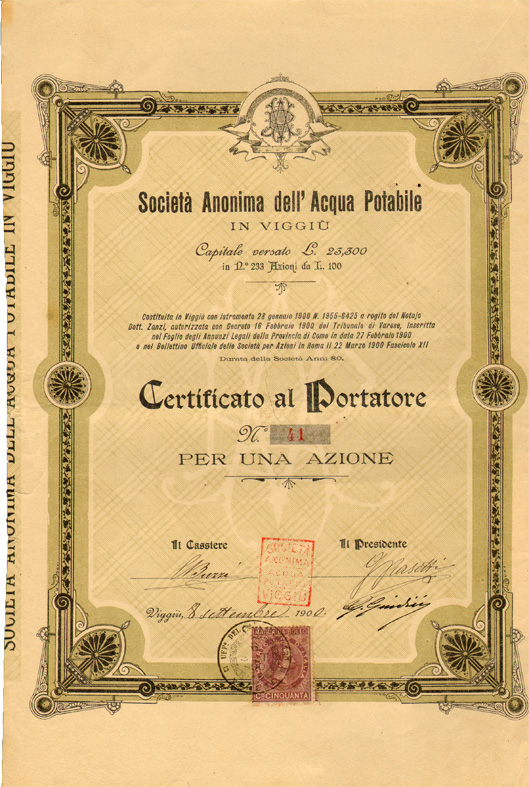 Società Anonima dell'Acqua Potabile
IN VIGGIÙ
Capitale versato L. 23,300
in N.º 233 Azioni da L. 100
Costituita in Viggiù con istromento 28 gennaio 1900 N. 1955-6425 a rogito del Notajo
Dott. Zanzi, autorizzata con Decreto 16 Febbraio 1900 del Tribunale di Varese, inserita
nel Foglio degli Annunzi Legali della Provincia di Como in data 27 Febbraio 1900
e nel Bollettino Ufficiale delle Società per Azioni in Roma il 22 Marzo 1900 Fascicolo XII
Durata della Società Anni 80.
Certificato al Portatore
N.º 41
PER UNA AZIONE
Il Cassiere
Il Presidente
SOCIETÀ
ANONIMA
ACQUA
VIGGIÙ
Viggiù, 8 settembre 1900.
CINQUANTA
SOCIETÀ ANONIMA DELL'ACQUA POTABILE IN VIGGIÙ